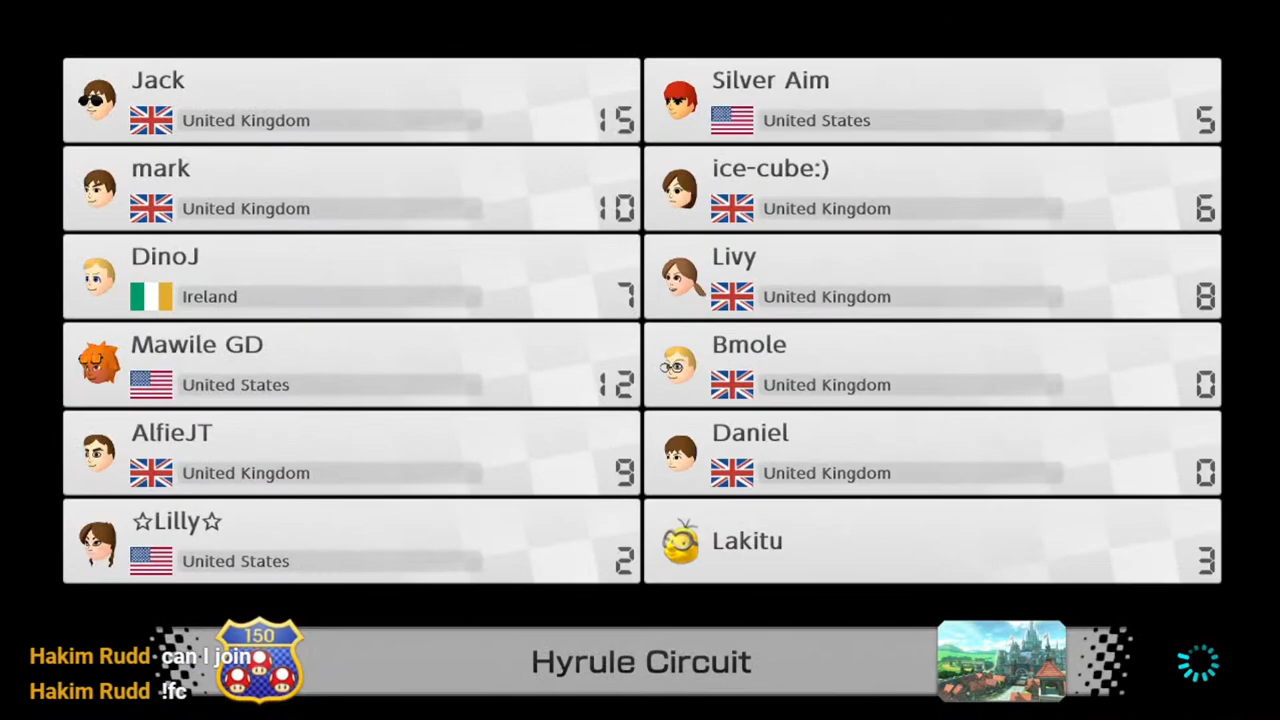 Jack
United Kingdom
15
mark
United Kingdom
10
DinoJ
Ireland
7
Mawile GD
United States
12
AlfieJT
United Kingdom
9
☆Lilly☆
United States
2
Silver Aim
United States
5
ice-cube:)
United Kingdom
6
Livy
United Kingdom
8
Bmole
United Kingdom
0
Daniel
United Kingdom
0
Lakitu
3
150
Hyrule Circuit
Hakim Rudd can I join
Hakim Rudd !fc